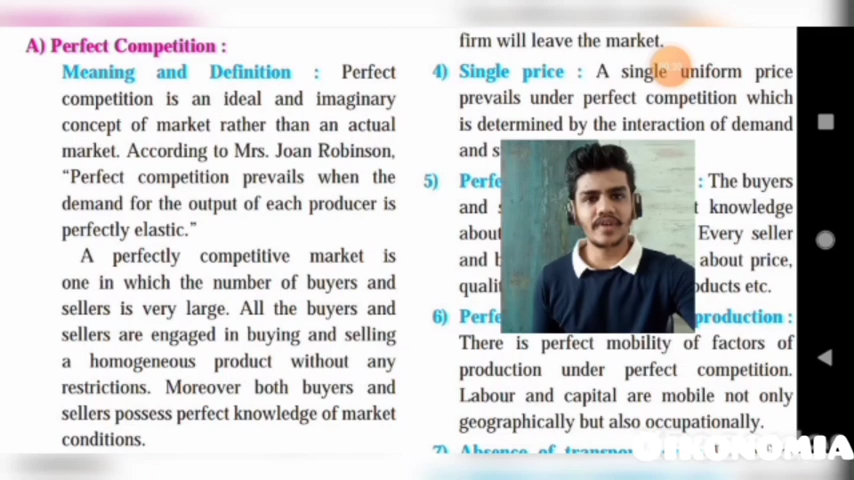 A) Perfect Competition :
Meaning and Definition : Perfect
competition is an ideal and imaginary
concept of market rather than an actual
market. According to Mrs. Joan Robinson,
“Perfect competition prevails when the
demand for the output of each producer is
perfectly elastic.”
A perfectly competitive market is
one in which the number of buyers and
sellers is very large. All the buyers and
sellers are engaged in buying and selling
a homogeneous product without any
restrictions. Moreover both buyers and
sellers possess perfect knowledge of market
conditions.
firm will leave the market.
4) Single price : A single uniform price
prevails under perfect competition which
is determined by the interaction of demand
and
5) : The buyers
and knowledge
about Every seller
and about price,
etc.
6) production :
There is perfect mobility of factors of
production under perfect competition.
Labour and capital are mobile not only
geographically but also occupationally.
7) Absence of
OIKONOMIA